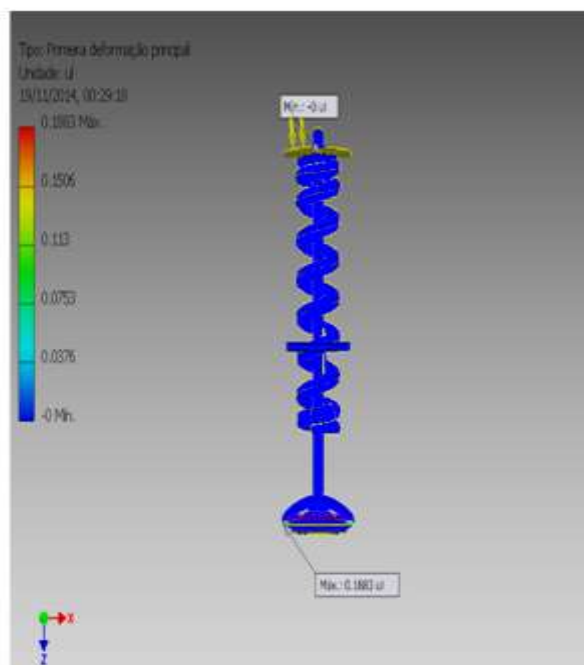 Tipo: Primeira deformação principal
Unidade: ul
19/11/2014, 00:29:18
0.1883 Máx.
0.1506
0.113
0.0753
0.0376
-0 Mín.
Mín.: -0 ul
Máx.: 0.1883 ul
X
Z